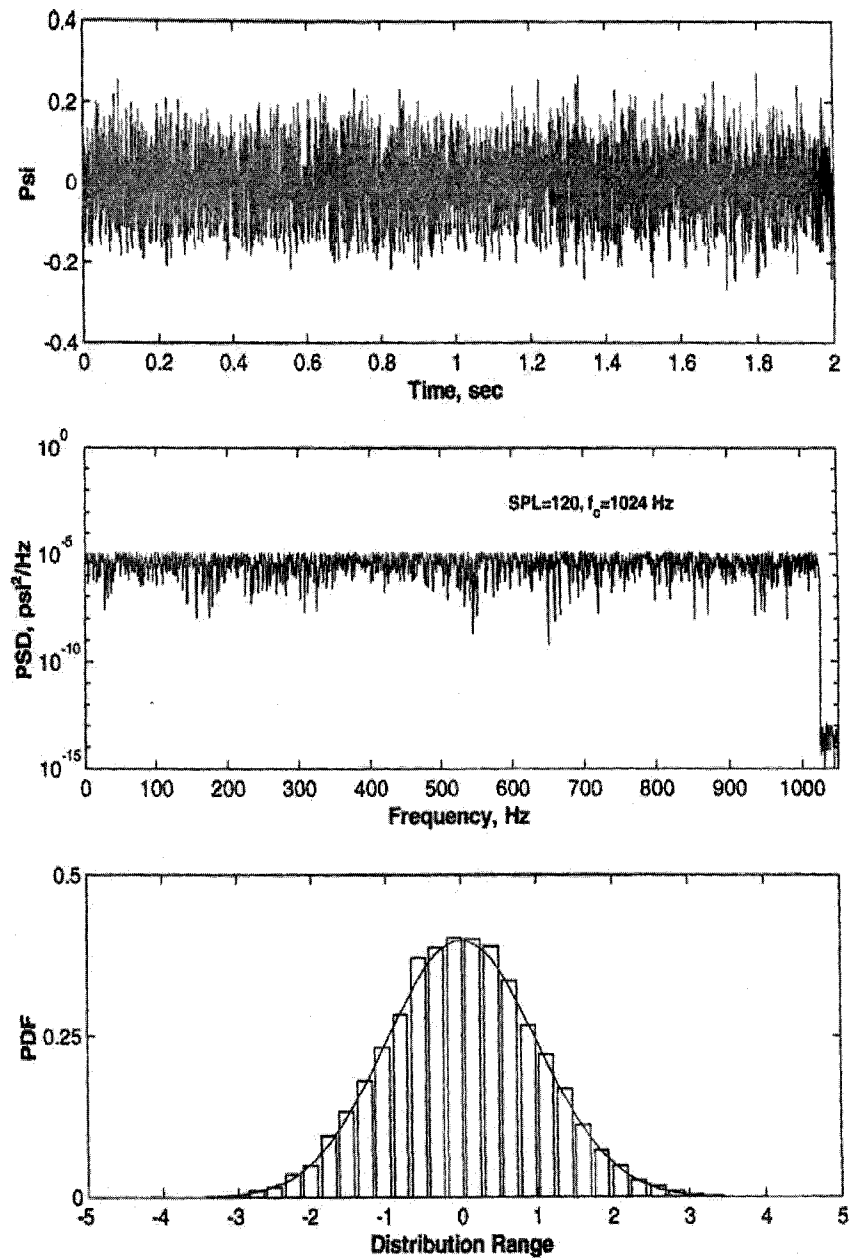 0.4
0.2
0
-0.2
-0.4
Psi
0 0.2 0.4 0.6 0.8 1 1.2 1.4 1.6 1.8 2
Time, sec
10^0
10^-5
10^-10
10^-15
PSD, psi^2/Hz
SPL=120, f_c=1024 Hz
0 100 200 300 400 500 600 700 800 900 1000
Frequency, Hz
0.5
0.25
0
PDF
-5 -4 -3 -2 -1 0 1 2 3 4 5
Distribution Range